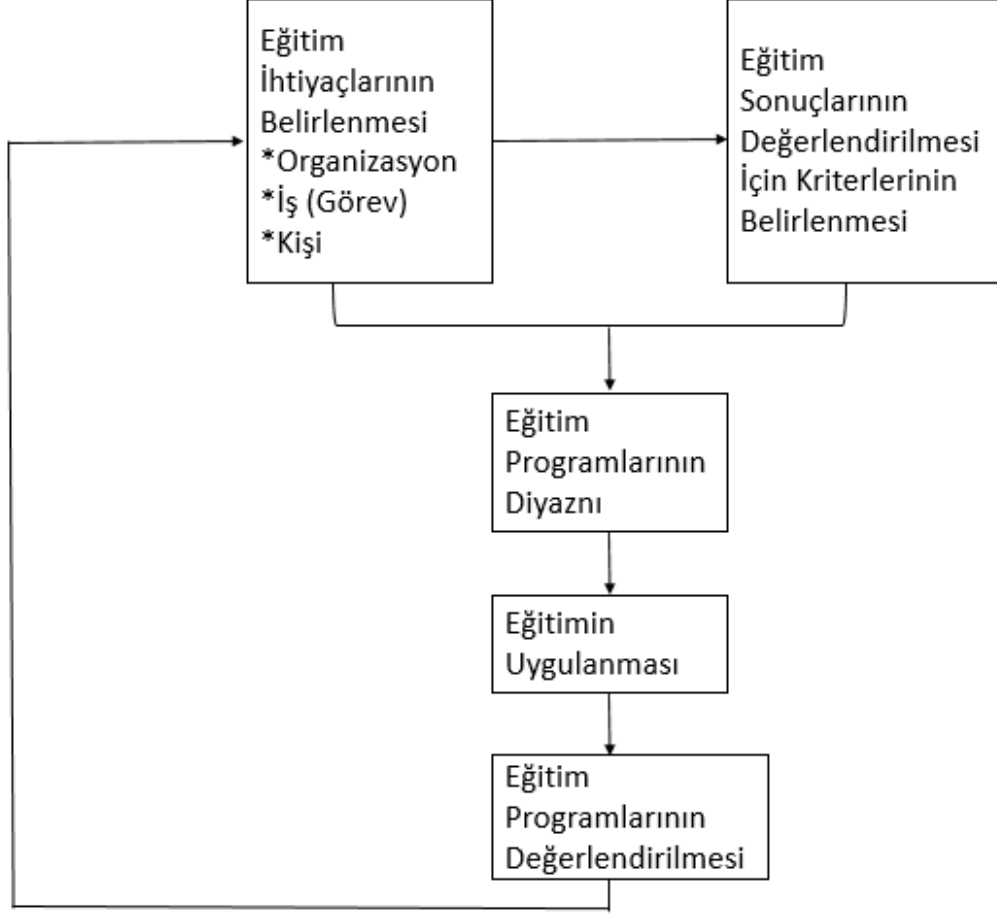 Eğitim
İhtiyaçlarının
Belirlenmesi
*Organizasyon
*İş (Görev)
*Kişi
Eğitim
Sonuçlarının
Değerlendirilmesi
İçin Kriterlerinin
Belirlenmesi
Eğitim
Programlarının
Diyaznı
Eğitimin
Uygulanması
Eğitim
Programlarının
Değerlendirilmesi